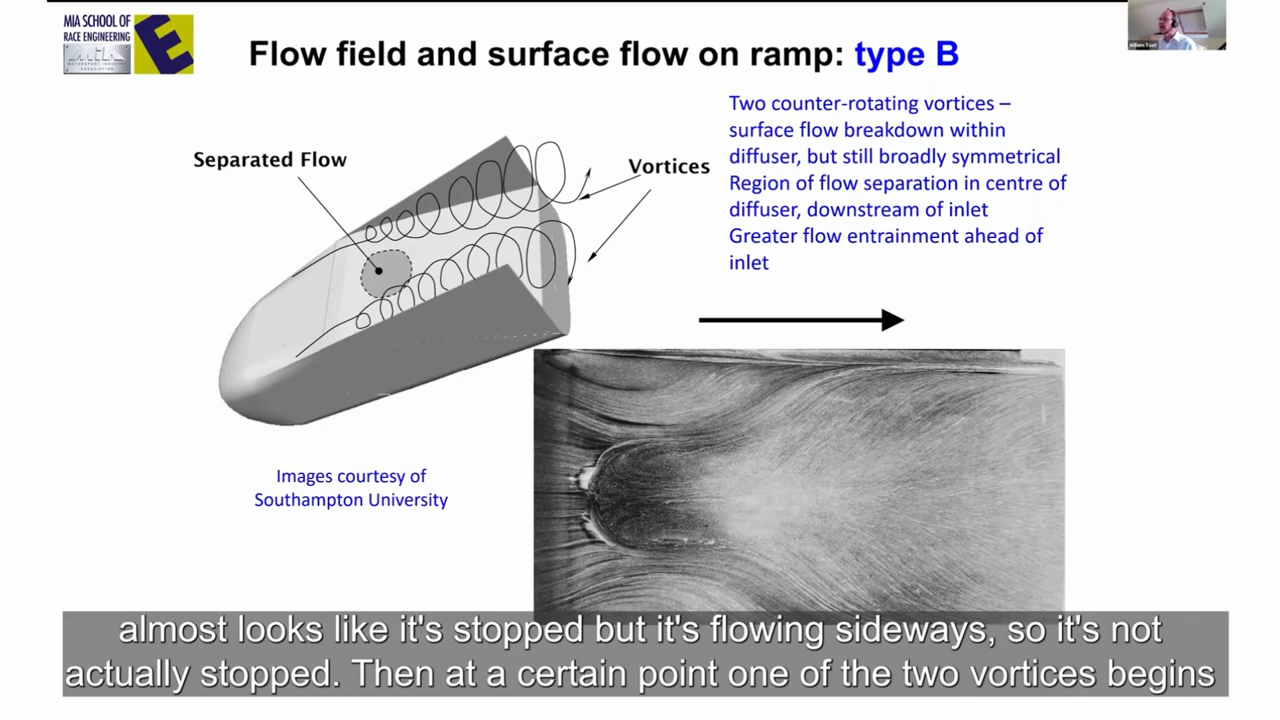 MIA SCHOOL OF
RACE ENGINEERING
E
MOTORSPORT INDUSTRY
ASSOCIATION
Flow field and surface flow on ramp: type B
Separated Flow
Vortices
Two counter-rotating vortices –
surface flow breakdown within
diffuser, but still broadly symmetrical
Region of flow separation in centre of
diffuser, downstream of inlet
Greater flow entrainment ahead of
inlet
Images courtesy of
Southampton University
almost looks like it's stopped but it's flowing sideways, so it's not
actually stopped. Then at a certain point one of the two vortices begins